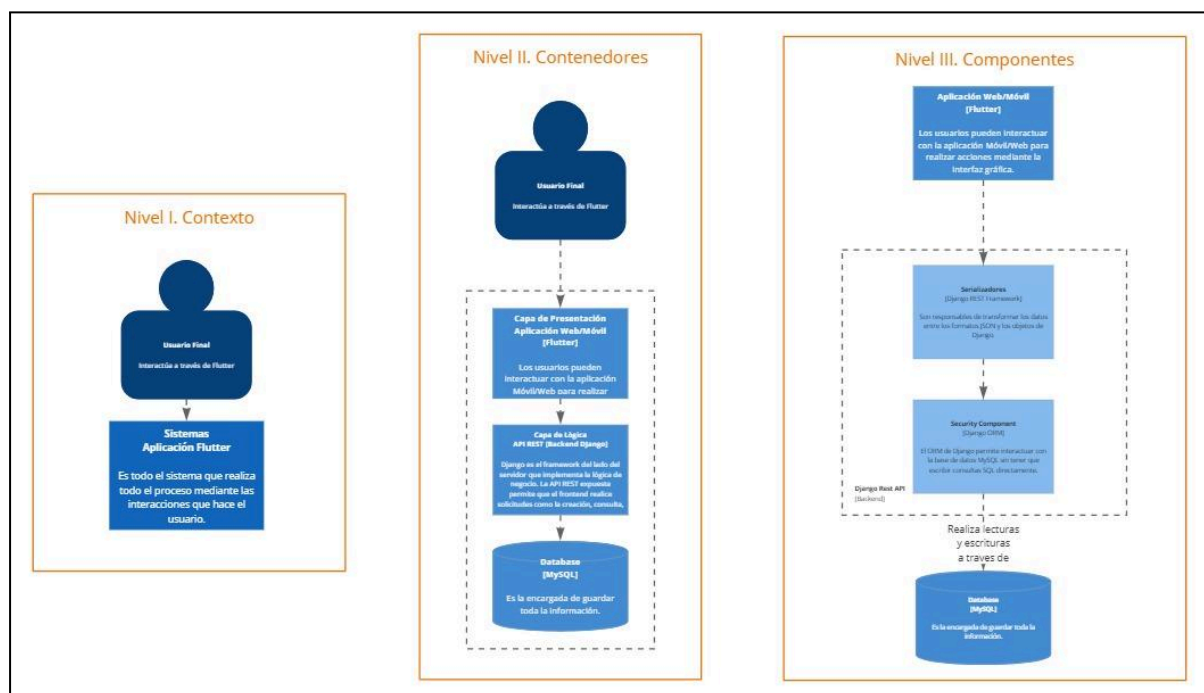 Nivel I. Contexto
Usuario Final
Interactúa a través de Flutter
Sistemas
Aplicación Flutter
Es todo el sistema que realiza
todo el proceso mediante las
interacciones que hace el
usuario.
Nivel II. Contenedores
Usuario Final
Interactúa a través de Flutter
Capa de Presentación
Aplicación Web/Móvil
[Flutter]
Los usuarios pueden
interactuar con la aplicación
Móvil/Web para realizar
Capa de Lógica
API REST [Backend Django]
Django es el framework del lado del
servidor que implementa la lógica de
negocio. La API REST expuesta
permite que el frontend realice
solicitudes como la creación, consulta,
Database
[MySQL]
Es la encargada de guardar
toda la información.
Nivel III. Componentes
Aplicación Web/Móvil
[Flutter]
Los usuarios pueden interactuar
con la aplicación Móvil/Web para
realizar acciones mediante la
interfaz gráfica.
Serializadores
[Django REST Framework]
Son responsables de transformar los datos
entre los formatos JSON y los objetos de
Django.
Security Component
[Django ORM]
El ORM de Django permite interactuar con
la base de datos MySQL sin tener que
escribir consultas SQL directamente.
Django Rest API
[Backend]
Realiza lecturas
y escrituras
a traves de
Database
[MySQL]
Es la encargada de guardar toda la
información.